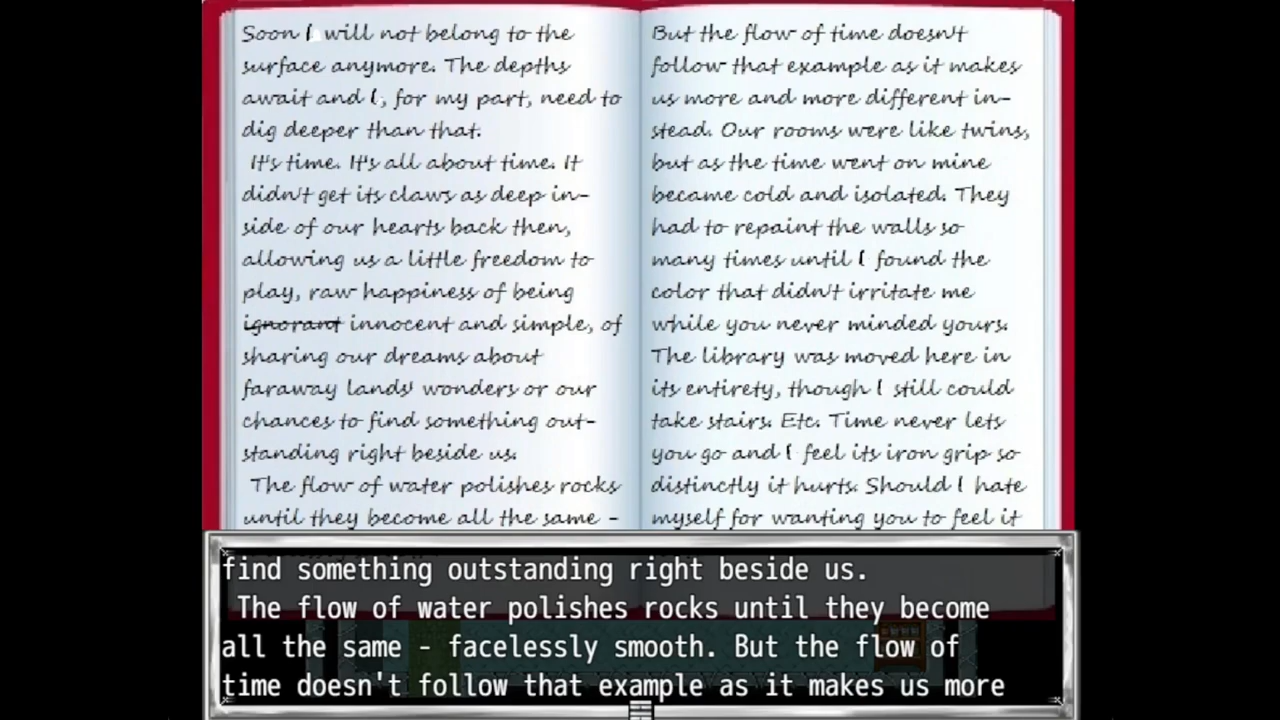 Soon I will not belong to the
surface anymore. The depths
await and I, for my part, need to
dig deeper than that.
It's time. It's all about time. It
didn't get its claws as deep in-
side of our hearts back then,
allowing us a little freedom to
play, raw happiness of being
ignorant innocent and simple, of
sharing our dreams about
faraway lands' wonders or our
chances to find something out-
standing right beside us.
The flow of water polishes rocks
until they become all the same -
But the flow of time doesn't
follow that example as it makes
us more and more different in-
stead. Our rooms were like twins,
but as the time went on mine
became cold and isolated. They
had to repaint the walls so
many times until I found the
color that didn't irritate me
while you never minded yours.
The library was moved here in
its entirety, though I still could
take stairs. Etc. Time never lets
you go and I feel its iron grip so
distinctly it hurts. Should I hate
myself for wanting you to feel it
find something outstanding right beside us.
The flow of water polishes rocks until they become
all the same - facelessly smooth. But the flow of
time doesn't follow that example as it makes us more